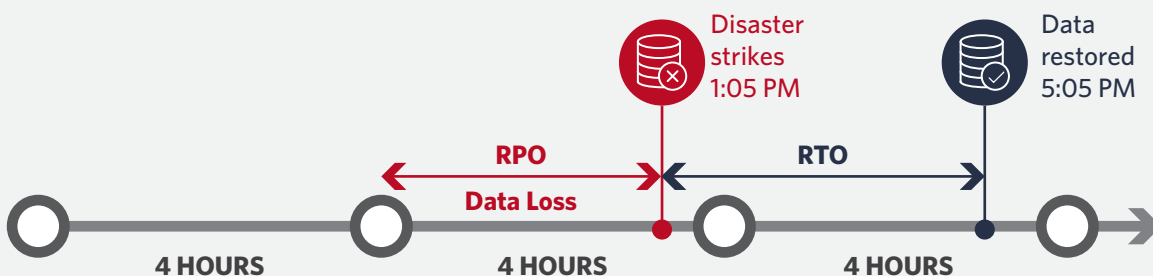 Disaster
strikes
1:05 PM
Data
restored
5:05 PM
RPO
RTO
Data Loss
4 HOURS
4 HOURS
4 HOURS